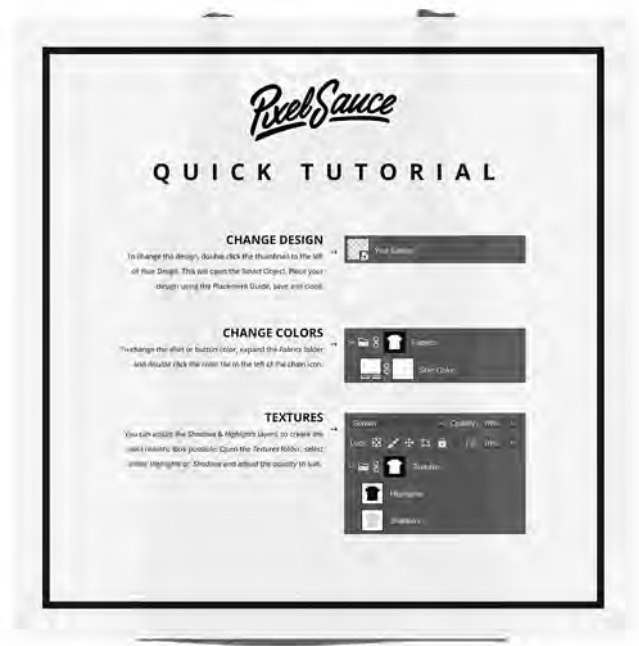 PixelSauce
QUICK TUTORIAL
CHANGE DESIGN
To change the design, double click the thumbnail to the left
of Your Design. This will open the Smart Object. Place your
design using the Placement Guide, save and close.
Your Design
CHANGE COLORS
To change the shirt or button color, expand the Fabrics folder
and double click the color tile to the left of the chain icon.
Fabrics
Shirt Color
TEXTURES
You can adjust the Shadows & Highlights layers to create the
most realistic look possible. Open the Textures folder, select
either Highlights or Shadows and adjust the opacity to suit.
Screen Opacity:
Lock: Fill:
Textures
Highlights
Shadows